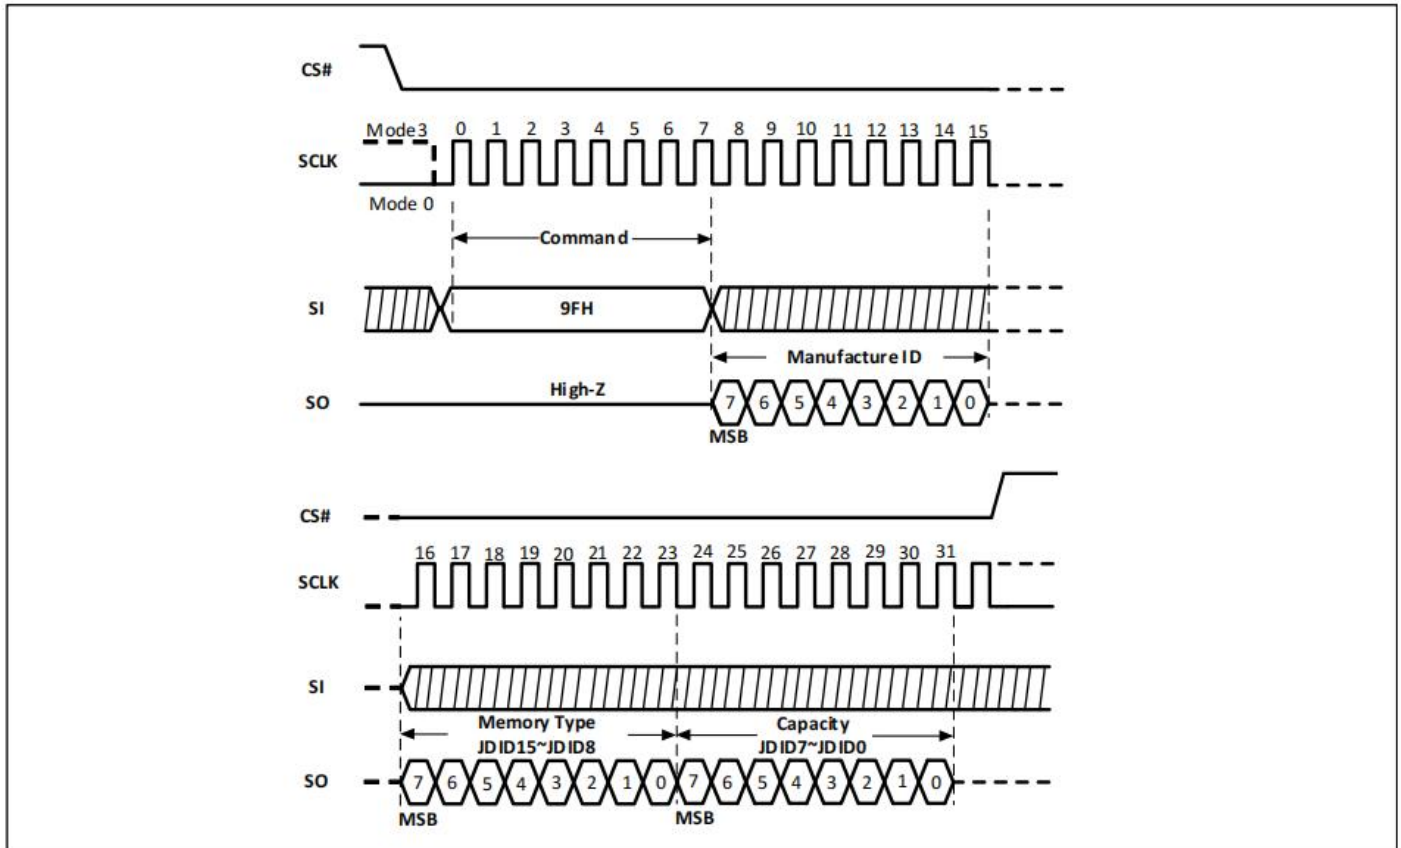 CS#
Mode3 0 1 2 3 4 5 6 7 8 9 10 11 12 13 14 15
SCLK
Mode 0
Command
SI 9FH
Manufacture ID
High-Z
SO 7 6 5 4 3 2 1 0
MSB
CS#
16 17 18 19 20 21 22 23 24 25 26 27 28 29 30 31
SCLK
SI
Memory Type Capacity
JDID15~JDID8 JDID7~JDID0
SO 7 6 5 4 3 2 1 0 7 6 5 4 3 2 1 0
MSB MSB